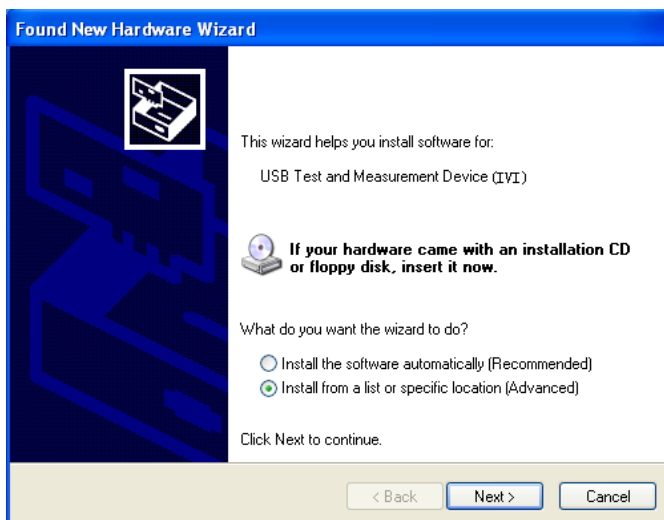 Found New Hardware Wizard
This wizard helps you install software for:
USB Test and Measurement Device (IVI)
If your hardware came with an installation CD
or floppy disk, insert it now.
What do you want the wizard to do?
Install the software automatically (Recommended)
Install from a list or specific location (Advanced)
Click Next to continue.
< Back Next > Cancel